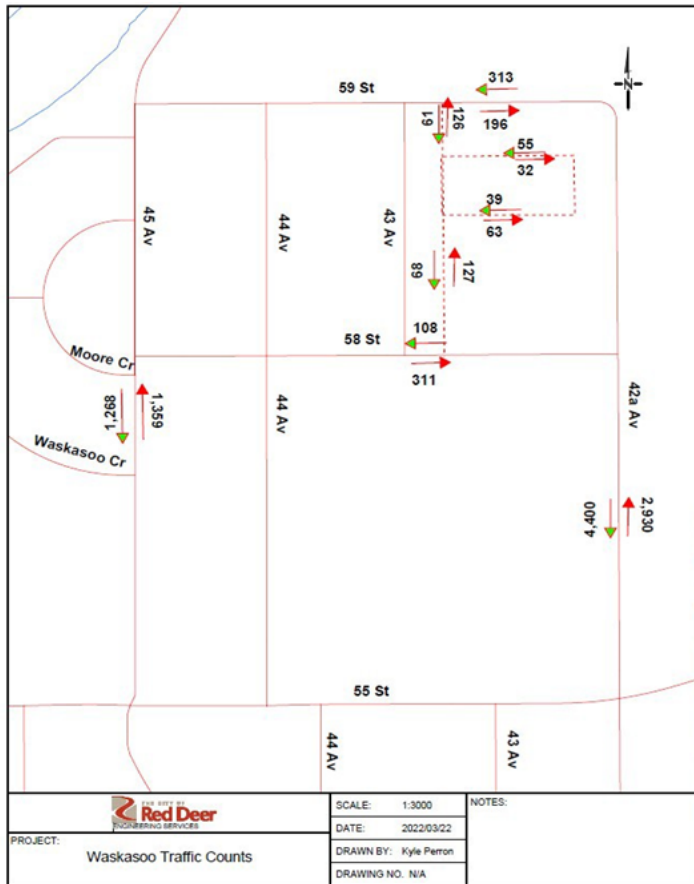 313
59 St
196
N
61
126
55
32
39
63
45 Av
44 Av
43 Av
89
127
108
58 St
311
Moore Cr
1,268
1,359
Waskasoo Cr
44 Av
42a Av
4,400
2,930
55 St
44 Av
43 Av
THE CITY OF
Red Deer
ENGINEERING SERVICES
PROJECT:
Waskasoo Traffic Counts
SCALE: 1:3000
DATE: 2022/03/22
DRAWN BY: Kyle Perron
DRAWING NO. N/A
NOTES: